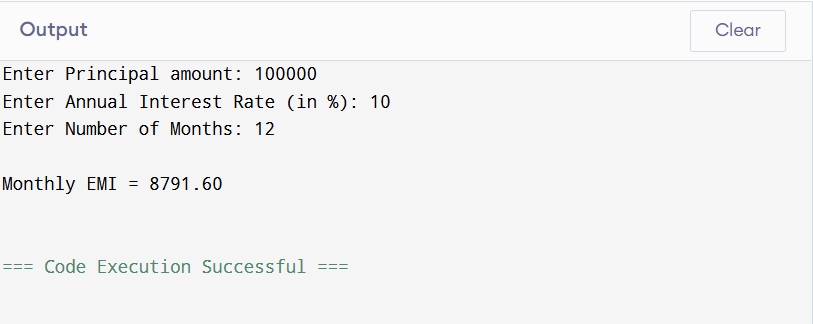 Output
Clear
Enter Principal amount: 100000
Enter Annual Interest Rate (in %): 10
Enter Number of Months: 12
Monthly EMI = 8791.60
=== Code Execution Successful ===